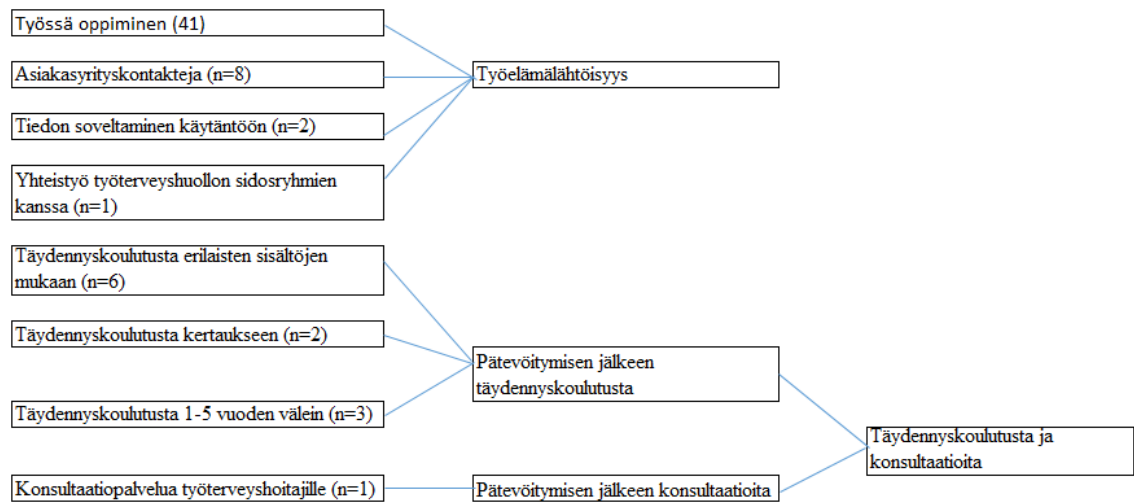 Työssä oppiminen (41)
Asiakasyrityskontakteja (n=8)
Työelämälähtöisyys
Tiedon soveltaminen käytäntöön (n=2)
Yhteistyö työterveyshuollon sidosryhmien
kanssa (n=1)
Täydennyskoulutusta erilaisten sisältöjen
mukaan (n=6)
Täydennyskoulutusta kertaukseen (n=2)
Pätevöitymisen jälkeen
täydennyskoulutusta
Täydennyskoulutusta 1-5 vuoden välein (n=3)
Täydennyskoulutusta ja
konsultaatioita
Konsultaatiopalvelua työterveyshoitajille (n=1)
Pätevöitymisen jälkeen konsultaatioita